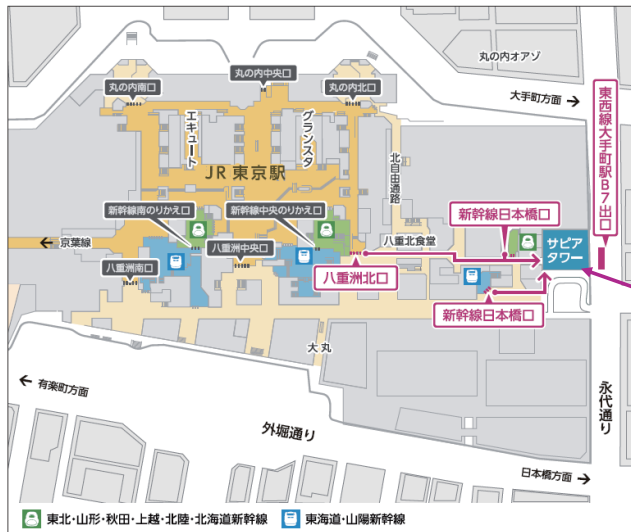 丸の内オアゾ
丸の内中央口
丸の内南口
丸の内北口
大手町方面
東西線大手町駅B7出口
エキュート
グランスタ
JR 東京駅
北自由通路
新幹線南のりかえ口
新幹線中央のりかえ口
新幹線日本橋口
京葉線
八重洲中央口
八重北食堂
サピア
タワー
八重洲南口
八重洲北口
新幹線日本橋口
大丸
有楽町方面
永代通り
外堀通り
日本橋方面
東北・山形・秋田・上越・北陸・北海道新幹線
東海道・山陽新幹線